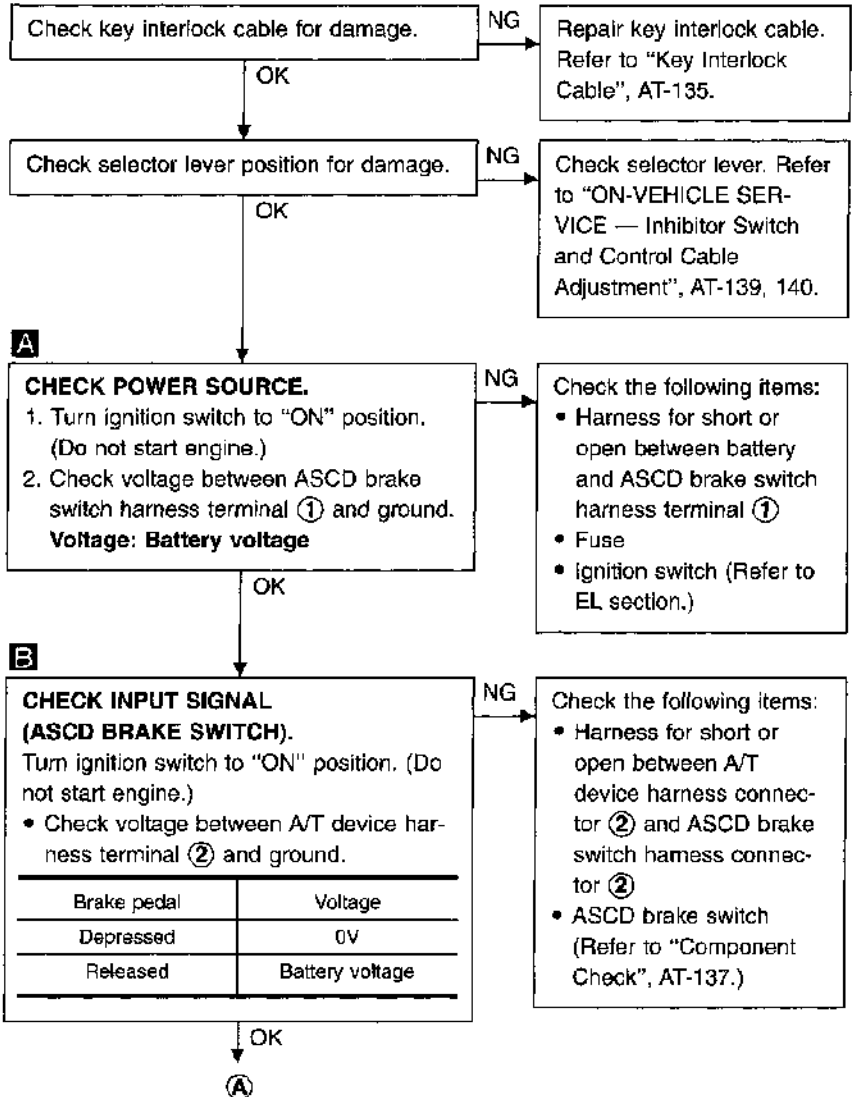 Check key interlock cable for damage.
NG
Repair key interlock cable.
Refer to “Key Interlock
Cable”, AT-135.
OK
Check selector lever position for damage.
NG
Check selector lever. Refer
to “ON-VEHICLE SER-
VICE — Inhibitor Switch
and Control Cable
Adjustment”, AT-139, 140.
OK
A
CHECK POWER SOURCE.
1. Turn ignition switch to “ON” position.
(Do not start engine.)
2. Check voltage between ASCD brake
switch harness terminal ① and ground.
Voltage: Battery voltage
NG
Check the following items:
• Harness for short or
open between battery
and ASCD brake switch
harness terminal ①
• Fuse
• Ignition switch (Refer to
EL section.)
OK
B
CHECK INPUT SIGNAL
(ASCD BRAKE SWITCH).
Turn ignition switch to “ON” position. (Do
not start engine.)
• Check voltage between A/T device har-
ness terminal ② and ground.
Brake pedal Voltage
Depressed 0V
Released Battery voltage
NG
Check the following items:
• Harness for short or
open between A/T
device harness connec-
tor ② and ASCD brake
switch harness connec-
tor ②
• ASCD brake switch
(Refer to “Component
Check”, AT-137.)
OK
Ⓐ